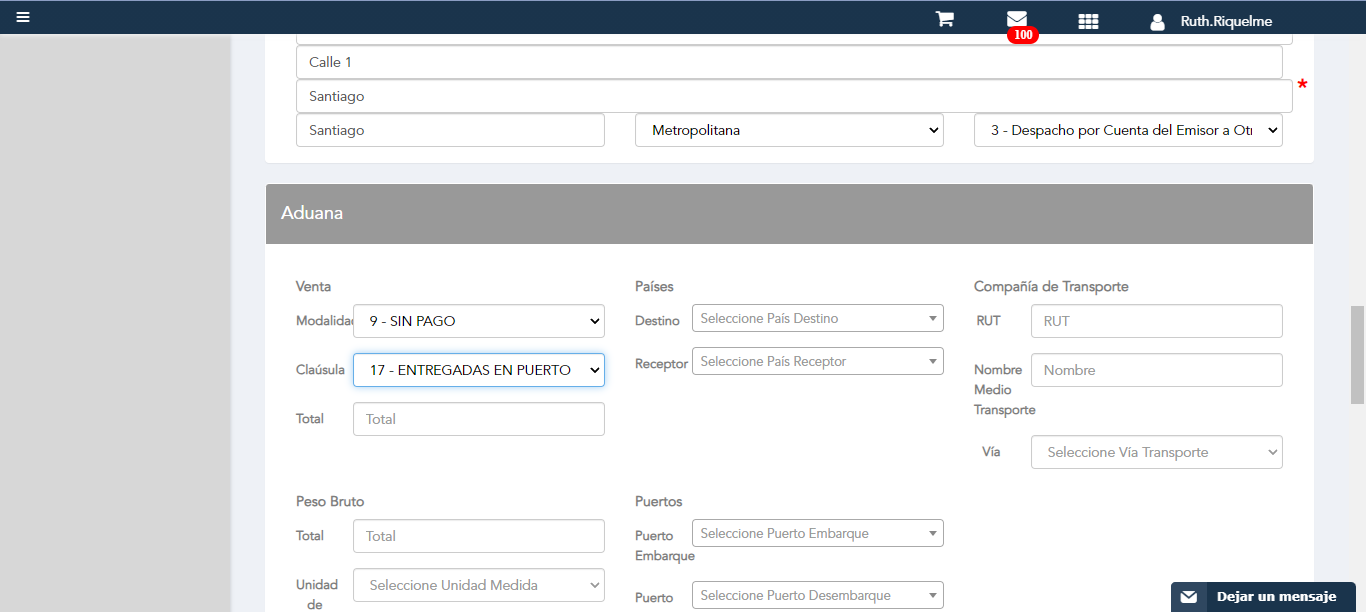 Ruth.Riquelme
100
Calle 1
Santiago
*
Santiago
Metropolitana
3 - Despacho por Cuenta del Emisor a Otr
Aduana
Venta
Países
Compañía de Transporte
Modalidad
9 - SIN PAGO
Destino
Seleccione País Destino
RUT
RUT
Claúsula
17 - ENTREGADAS EN PUERTO
Receptor
Seleccione País Receptor
Nombre
Medio
Transporte
Nombre
Total
Total
Vía
Seleccione Vía Transporte
Peso Bruto
Puertos
Total
Total
Puerto
Embarque
Seleccione Puerto Embarque
Unidad
de
Seleccione Unidad Medida
Puerto
Seleccione Puerto Desembarque
Dejar un mensaje